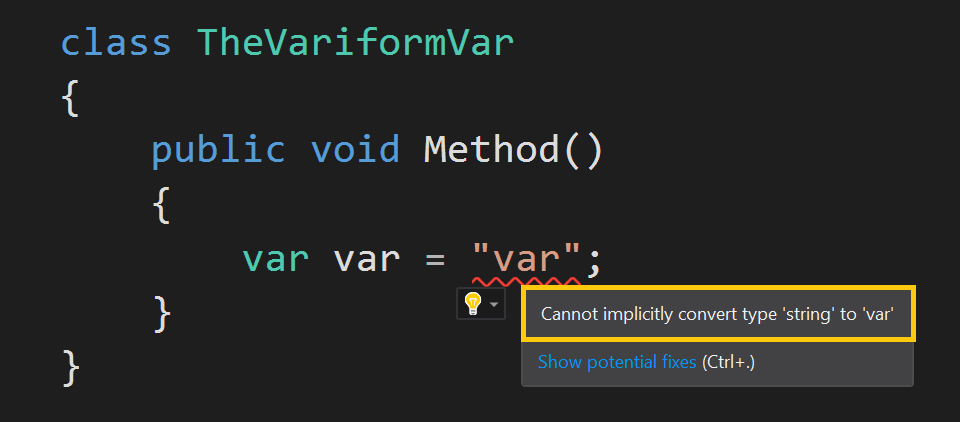 class TheVariformVar
{
public void Method()
{
var var = "var";
}
Cannot implicitly convert type 'string' to 'var'
Show potential fixes (Ctrl+.)
}